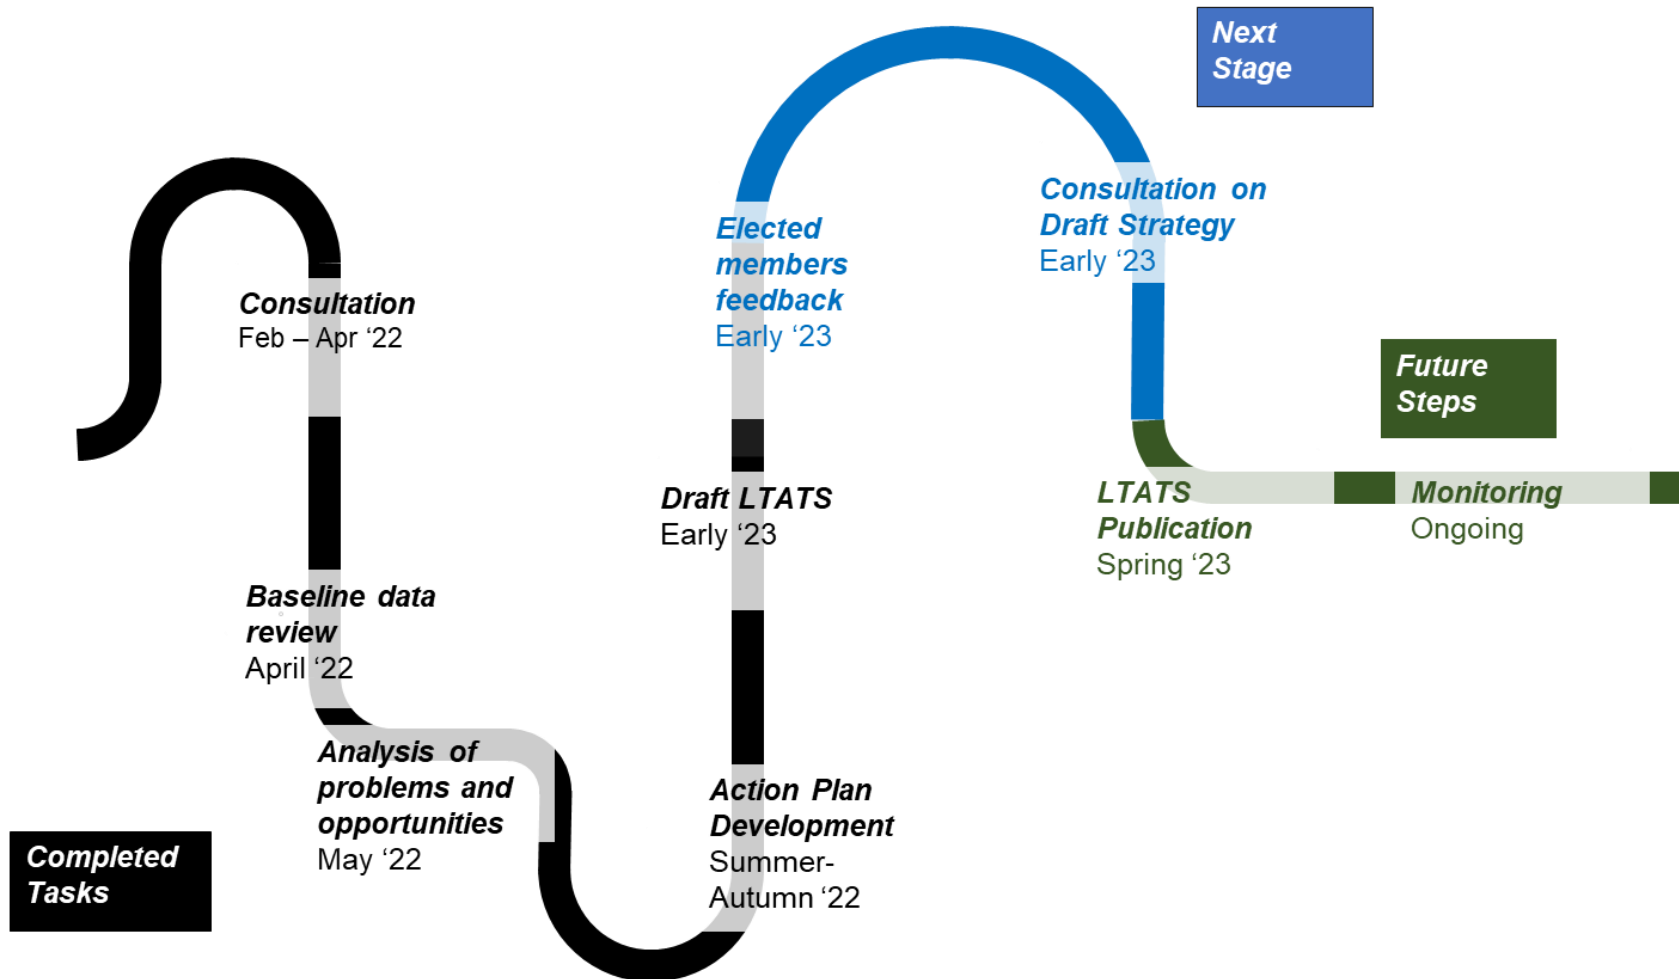 Next
Stage
Consultation
Feb – Apr ‘22
Baseline data
review
April ‘22
Analysis of
problems and
opportunities
May ‘22
Completed
Tasks
Action Plan
Development
Summer-
Autumn ‘22
Draft LTATS
Early ‘23
Elected
members
feedback
Early ‘23
Consultation on
Draft Strategy
Early ‘23
Future
Steps
LTATS
Publication
Spring ‘23
Monitoring
Ongoing